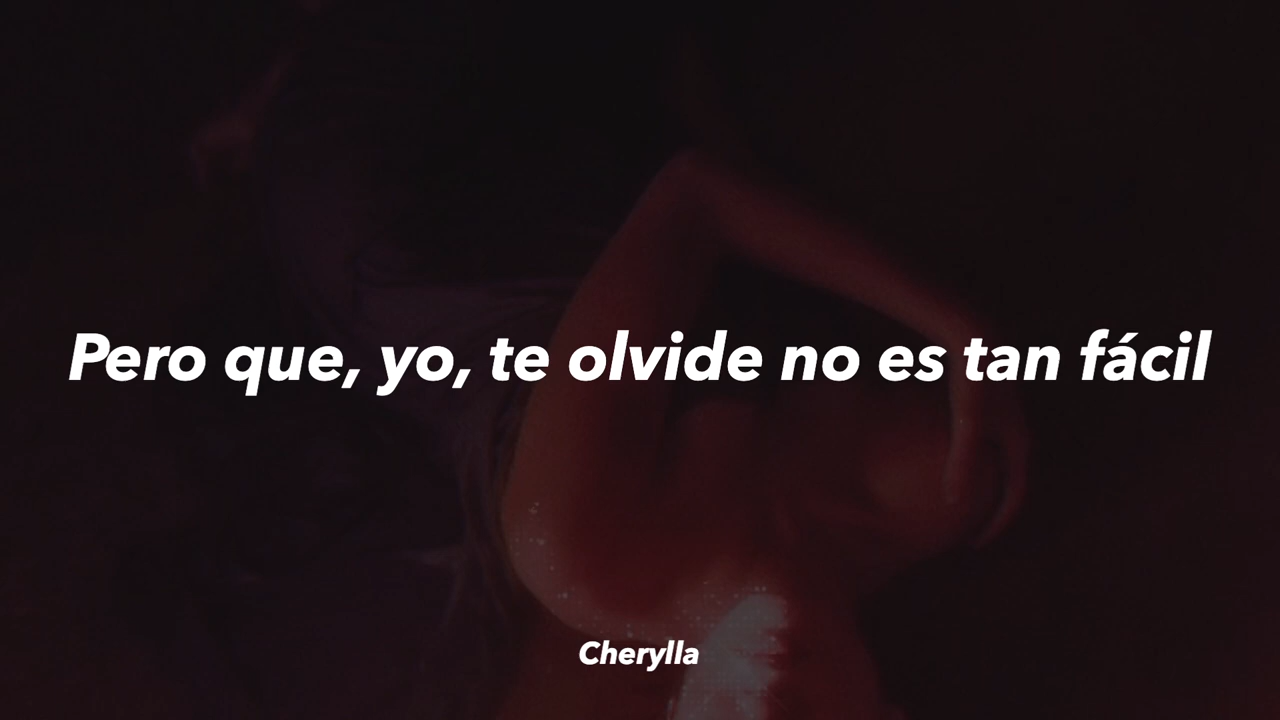 Pero que, yo, te olvide no es tan fácil
Cherylla